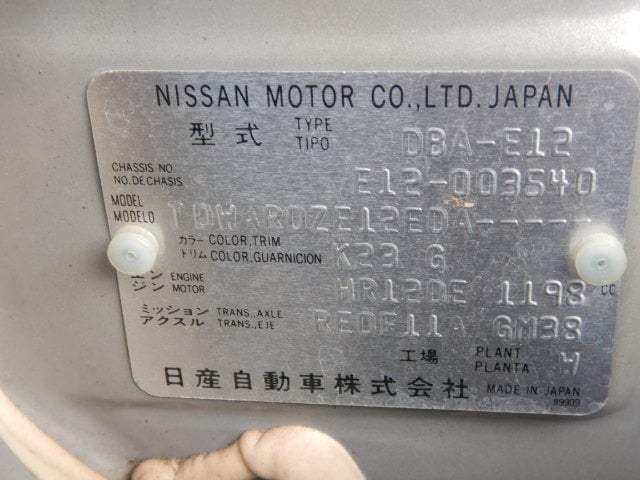 NISSAN MOTOR CO.,LTD. JAPAN
型式 TYPE TIPO DBA-E12
CHASSIS NO. NO. DE CHASIS E12-003540
MODEL MODELO TDWARDZE12EDA-----
カラー COLOR,TRIM トリム COLOR,GUARNICION K23 G
エンジン ENGINE MOTOR HR12DE 1198 CC
ミッション TRANS.,AXLE アクスル TRANS.,EJE RE0F11A GM38
工場 PLANT PLANTA W
日産自動車株式会社 MADE IN JAPAN
89909